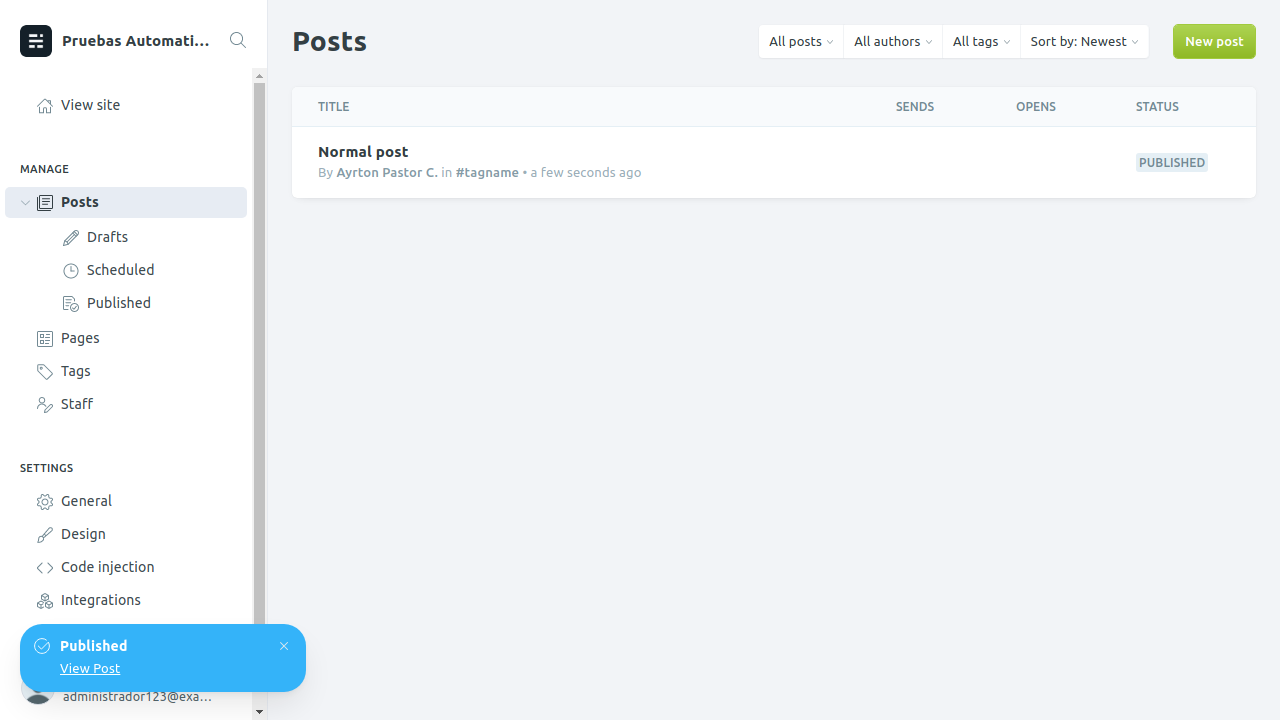 Pruebas Automati...
View site
MANAGE
Posts
Drafts
Scheduled
Published
Pages
Tags
Staff
SETTINGS
General
Design
Code injection
Integrations
Published
View Post
administrador123@exa...
Posts
All posts
All authors
All tags
Sort by: Newest
New post
TITLE SENDS OPENS STATUS
Normal post
By Ayrton Pastor C. in #tagname • a few seconds ago
PUBLISHED